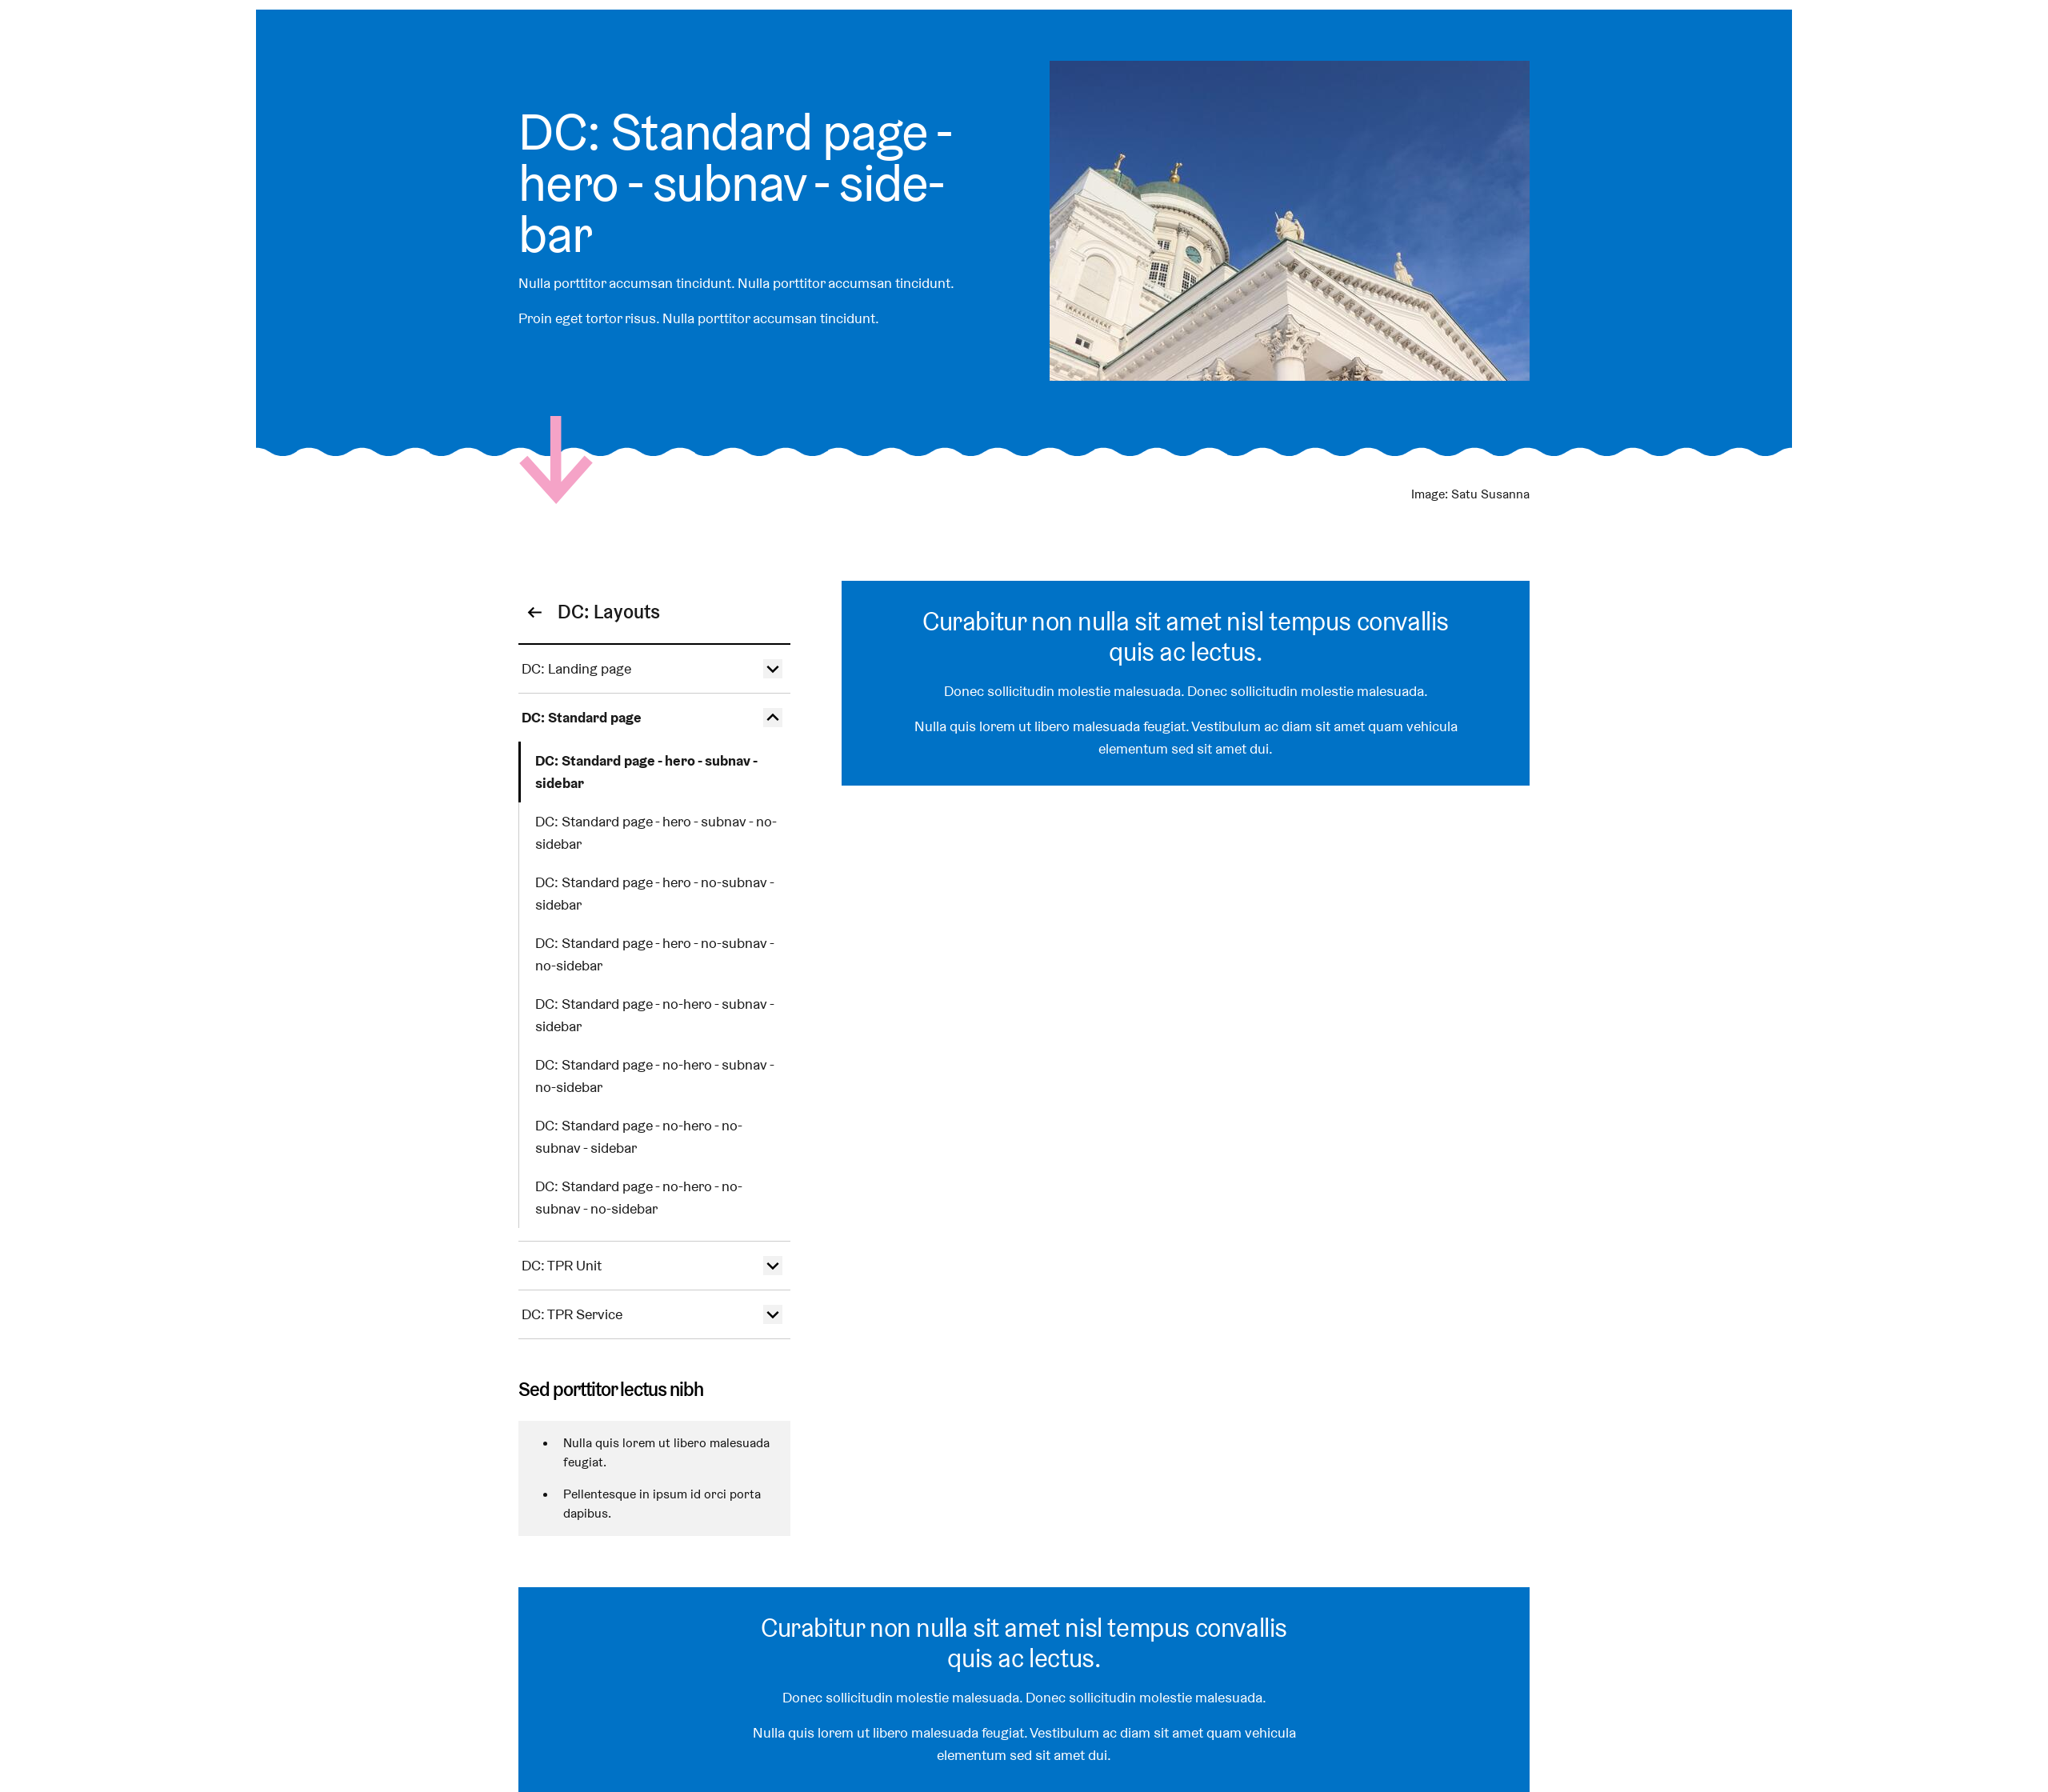 DC: Standard page -
hero - subnav - side-
bar
Nulla porttitor accumsan tincidunt. Nulla porttitor accumsan tincidunt.
Proin eget tortor risus. Nulla porttitor accumsan tincidunt.
Image: Satu Susanna
DC: Layouts
DC: Landing page
DC: Standard page
DC: Standard page - hero - subnav -
sidebar
DC: Standard page - hero - subnav - no-
sidebar
DC: Standard page - hero - no-subnav -
sidebar
DC: Standard page - hero - no-subnav -
no-sidebar
DC: Standard page - no-hero - subnav -
sidebar
DC: Standard page - no-hero - subnav -
no-sidebar
DC: Standard page - no-hero - no-
subnav - sidebar
DC: Standard page - no-hero - no-
subnav - no-sidebar
DC: TPR Unit
DC: TPR Service
Sed porttitor lectus nibh
Nulla quis lorem ut libero malesuada
feugiat.
Pellentesque in ipsum id orci porta
dapibus.
Curabitur non nulla sit amet nisl tempus convallis
quis ac lectus.
Donec sollicitudin molestie malesuada. Donec sollicitudin molestie malesuada.
Nulla quis lorem ut libero malesuada feugiat. Vestibulum ac diam sit amet quam vehicula
elementum sed sit amet dui.
Curabitur non nulla sit amet nisl tempus convallis
quis ac lectus.
Donec sollicitudin molestie malesuada. Donec sollicitudin molestie malesuada.
Nulla quis lorem ut libero malesuada feugiat. Vestibulum ac diam sit amet quam vehicula
elementum sed sit amet dui.